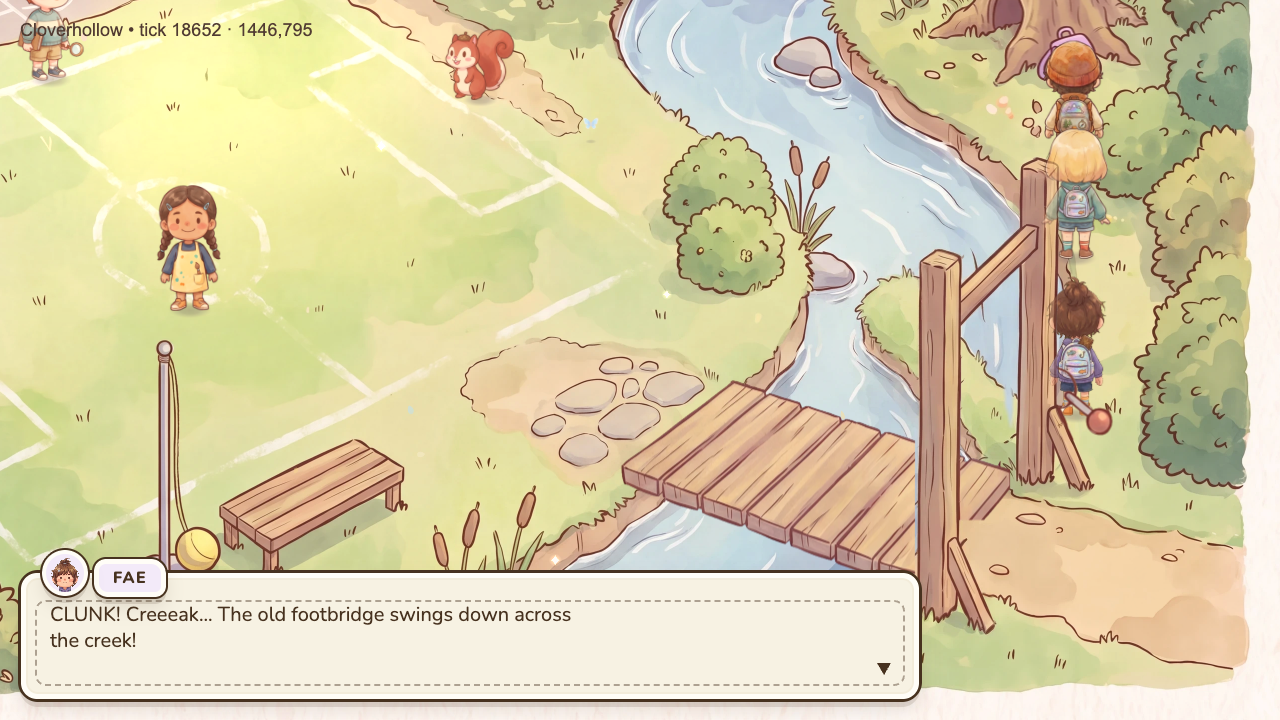 Cloverhollow • tick 18652 · 1446,795
FAE
CLUNK! Creeeak... The old footbridge swings down across
the creek!